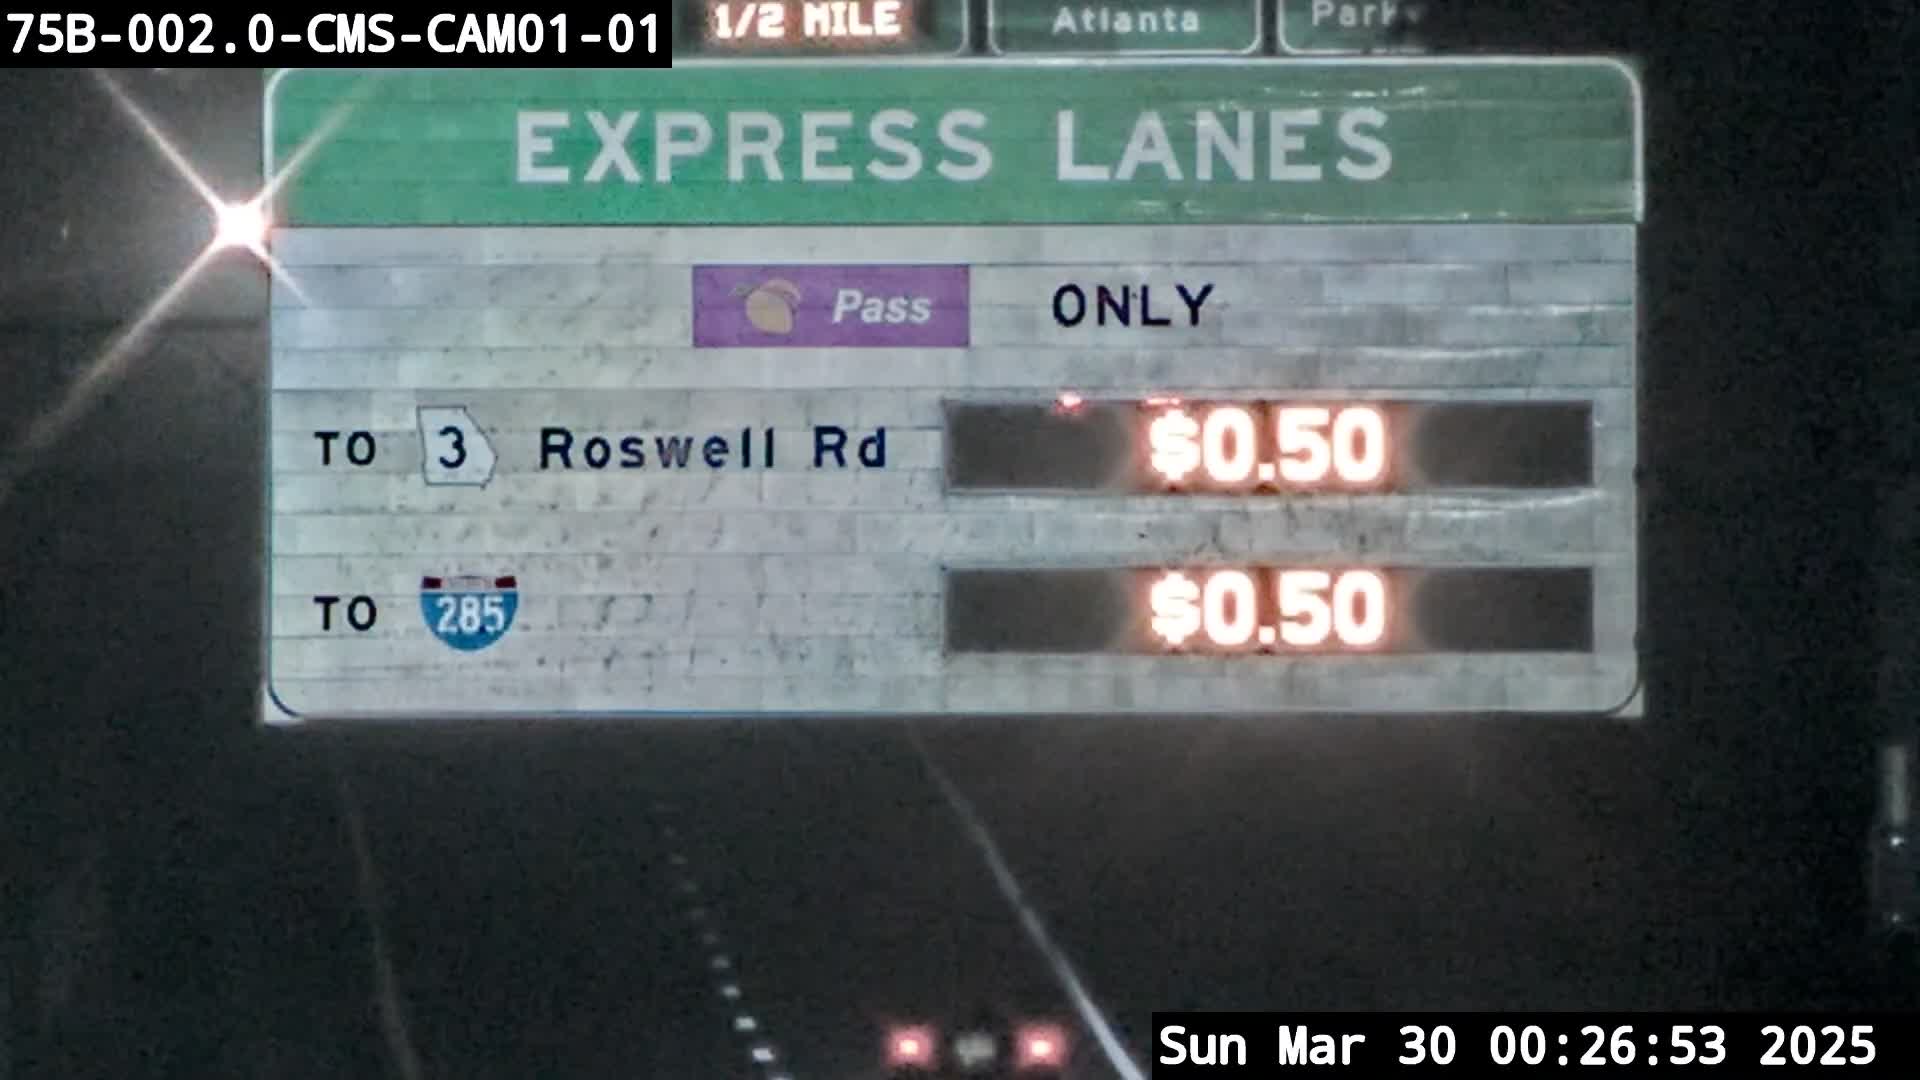 75B-002.0-CMS-CAM01-01
1/2 MILE
Atlanta
EXPRESS LANES
Pass ONLY
TO 3 Roswell Rd $0.50
TO 285 $0.50
Sun Mar 30 00:26:53 2025